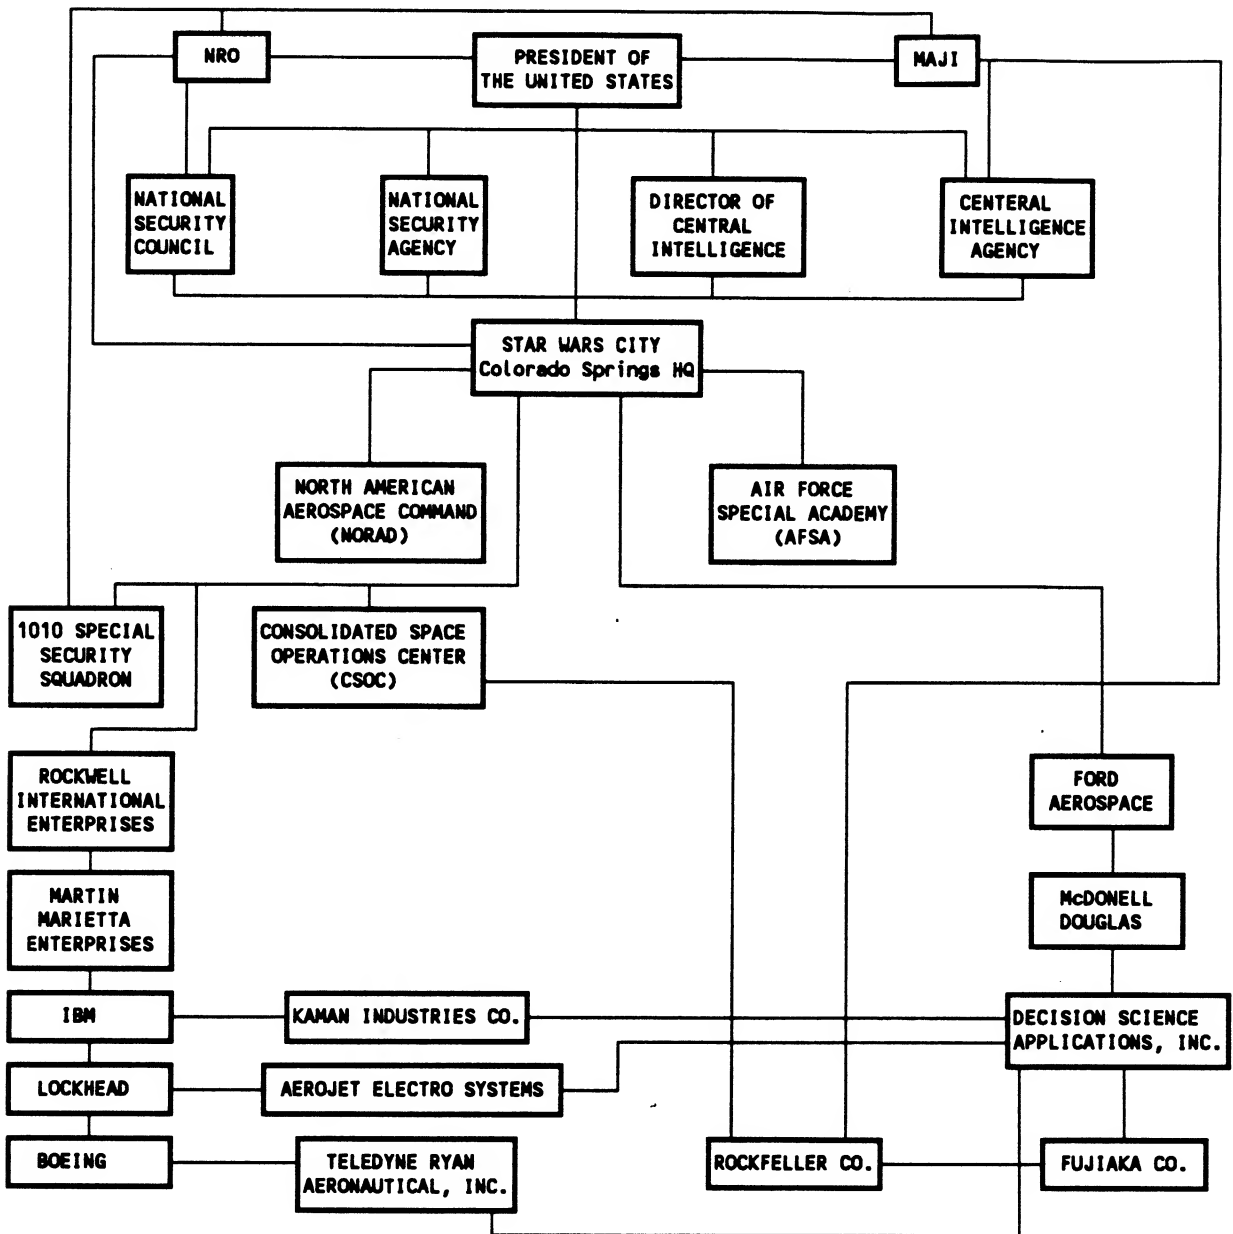 NRO
PRESIDENT OF
THE UNITED STATES
MAJI
NATIONAL
SECURITY
COUNCIL
NATIONAL
SECURITY
AGENCY
DIRECTOR OF
CENTRAL
INTELLIGENCE
CENTERAL
INTELLIGENCE
AGENCY
STAR WARS CITY
Colorado Springs HQ
NORTH AMERICAN
AEROSPACE COMMAND
(NORAD)
AIR FORCE
SPECIAL ACADEMY
(AFSA)
1010 SPECIAL
SECURITY
SQUADRON
CONSOLIDATED SPACE
OPERATIONS CENTER
(CSOC)
ROCKWELL
INTERNATIONAL
ENTERPRISES
FORD
AEROSPACE
MARTIN
MARIETTA
ENTERPRISES
McDONELL
DOUGLAS
IBM
KAMAN INDUSTRIES CO.
DECISION SCIENCE
APPLICATIONS, INC.
LOCKHEAD
AEROJET ELECTRO SYSTEMS
BOEING
TELEDYNE RYAN
AERONAUTICAL, INC.
ROCKFELLER CO.
FUJIAKA CO.